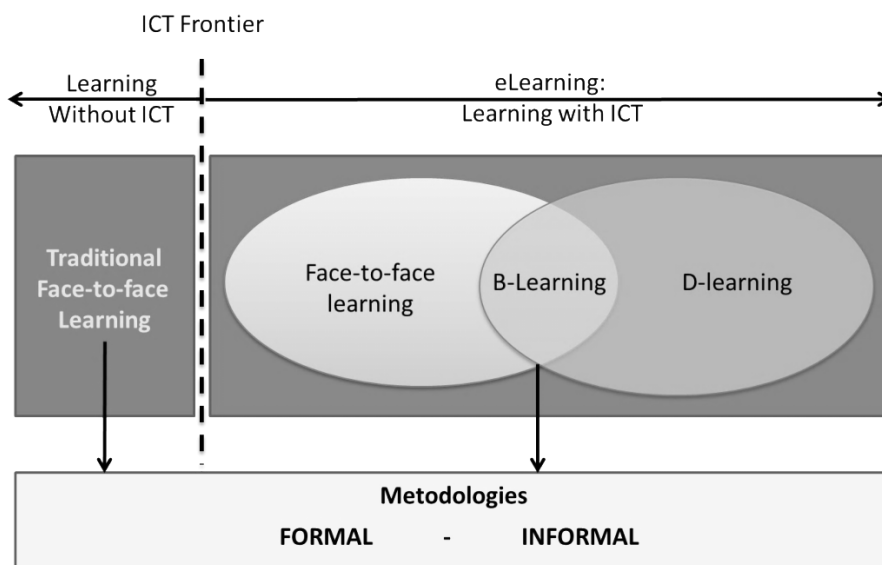 ICT Frontier
Learning
Without ICT
eLearning:
Learning with ICT
Traditional
Face-to-face
Learning
Face-to-face
learning
B-Learning
D-learning
Metodologies
FORMAL - INFORMAL